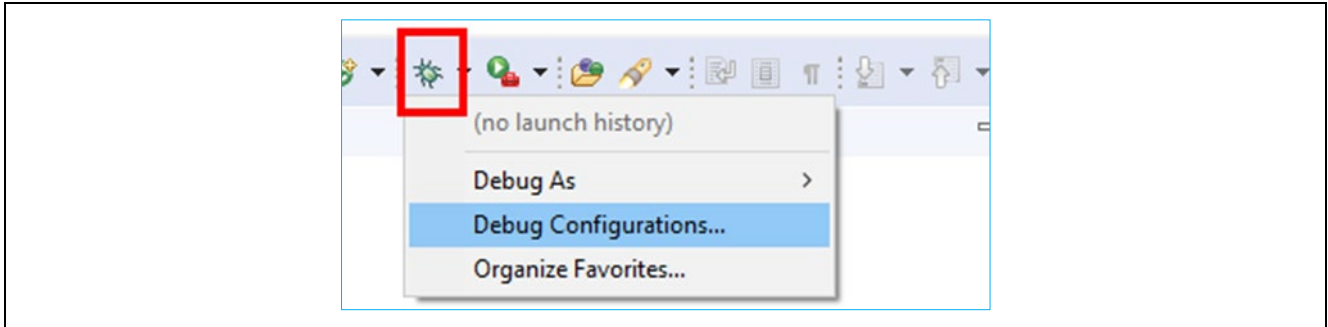 (no launch history)
Debug As
Debug Configurations...
Organize Favorites...